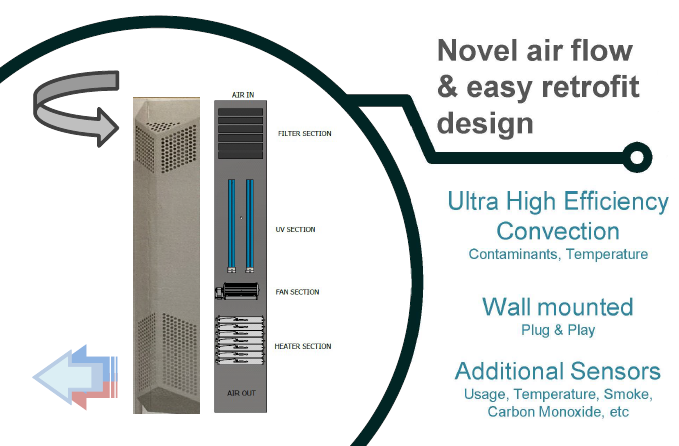 Novel air flow
& easy retrofit
design
AIR IN
FILTER SECTION
UV SECTION
FAN SECTION
HEATER SECTION
AIR OUT
Ultra High Efficiency
Convection
Contaminants, Temperature
Wall mounted
Plug & Play
Additional Sensors
Usage, Temperature, Smoke,
Carbon Monoxide, etc